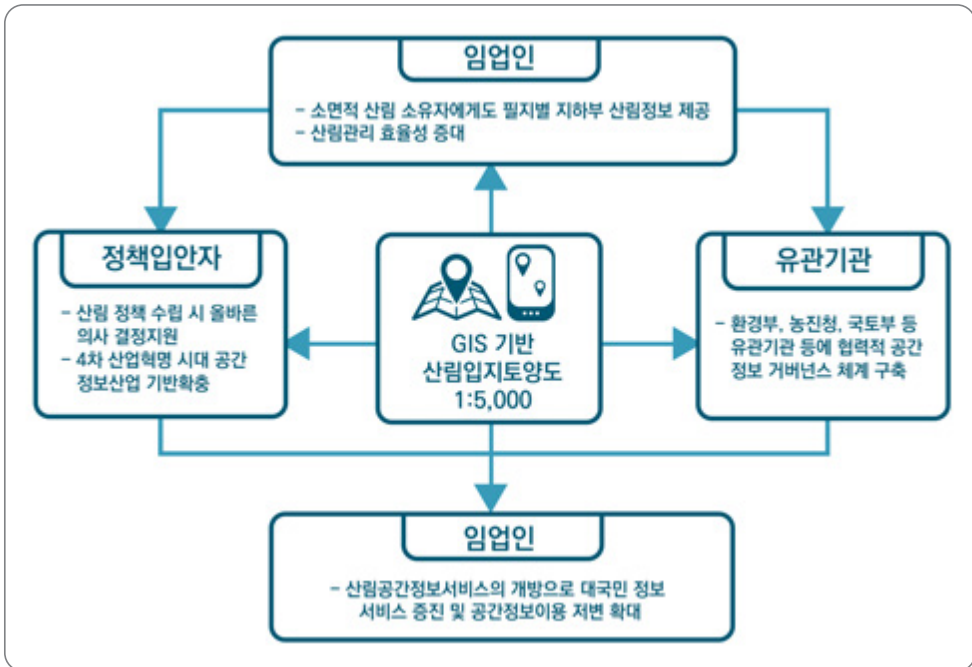 임업인
- 소면적 산림 소유자에게도 필지별 지하부 산림정보 제공
- 산림관리 효율성 증대
정책입안자
- 산림 정책 수립 시 올바른
의사 결정지원
- 4차 산업혁명 시대 공간
정보산업 기반확충
GIS 기반
산림입지토양도
1:5,000
유관기관
- 환경부, 농진청, 국토부 등
유관기관 등에 협력적 공간
정보 거버넌스 체계 구축
임업인
- 산림공간정보서비스의 개방으로 대국민 정보
서비스 증진 및 공간정보이용 저변 확대